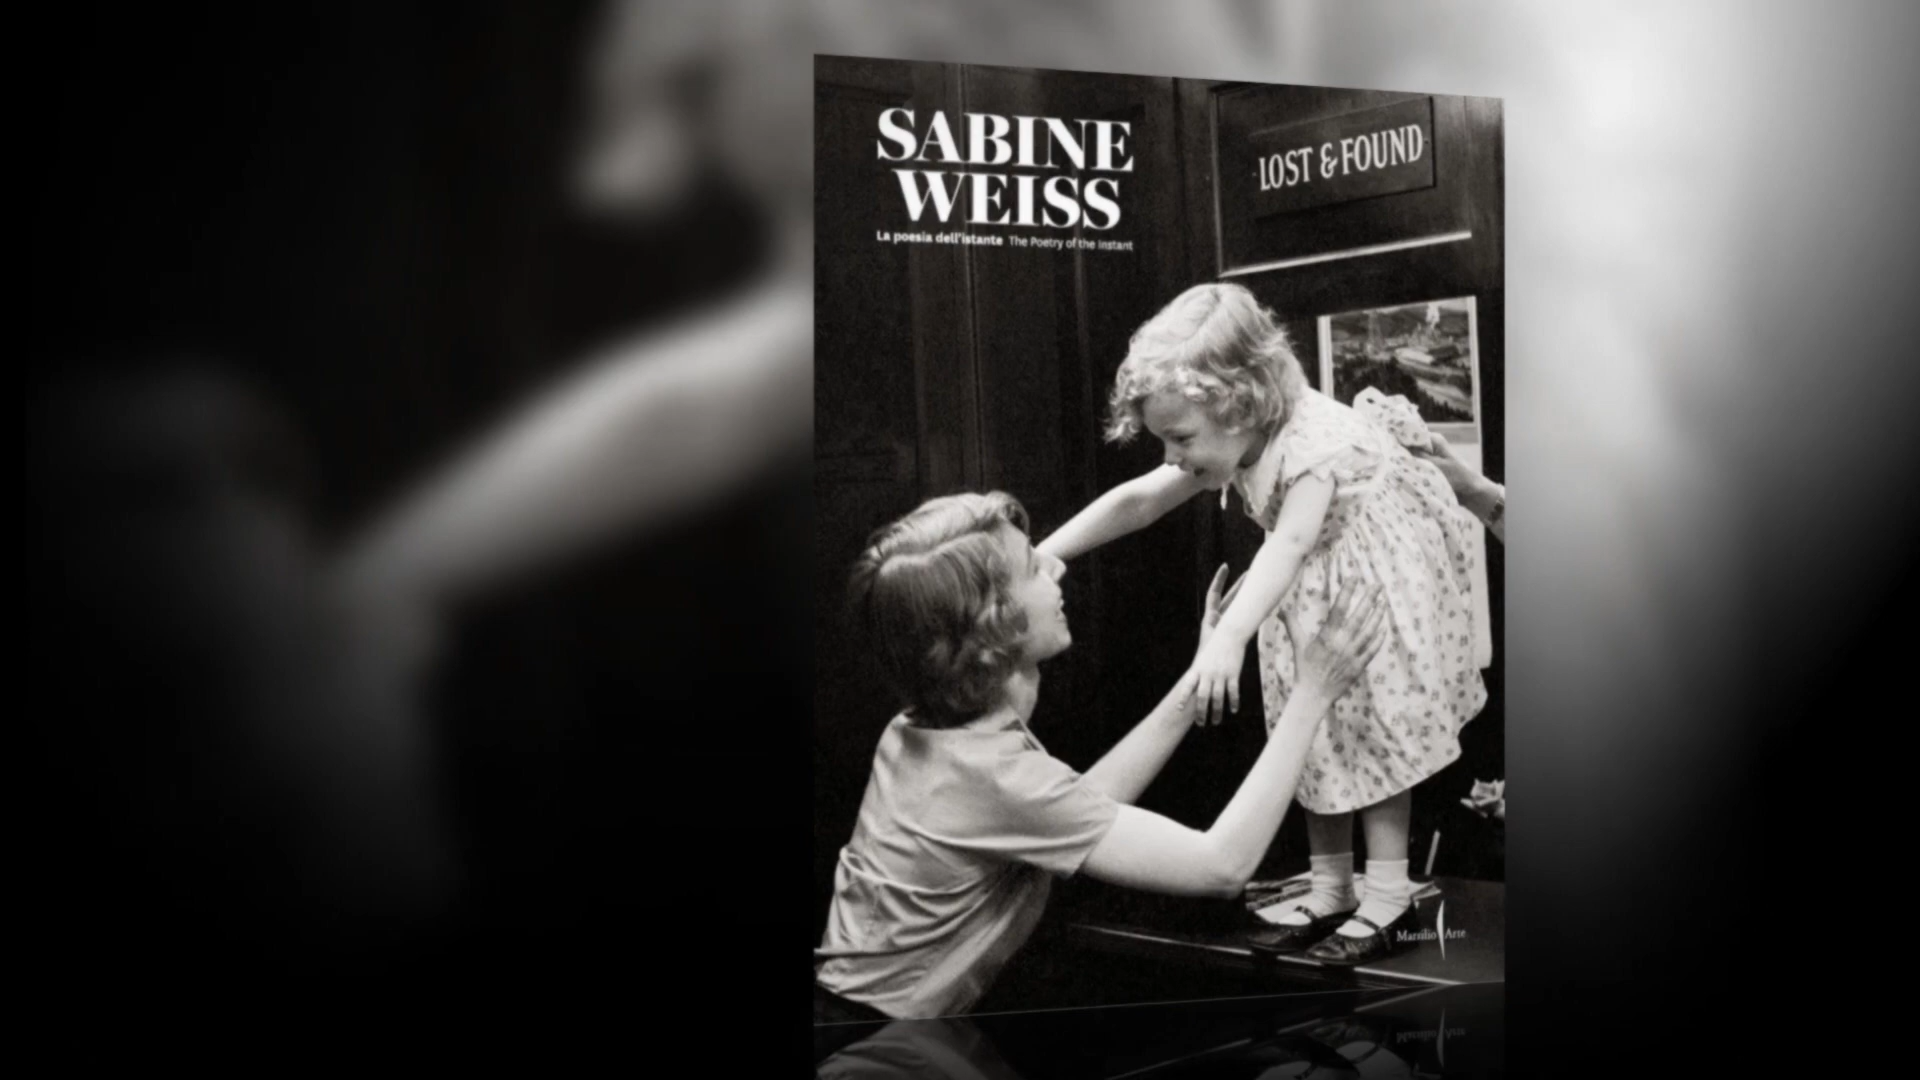 SABINE
WEISS
La poesia dell'istante The Poetry of the Instant
LOST & FOUND
Marsilio Arte